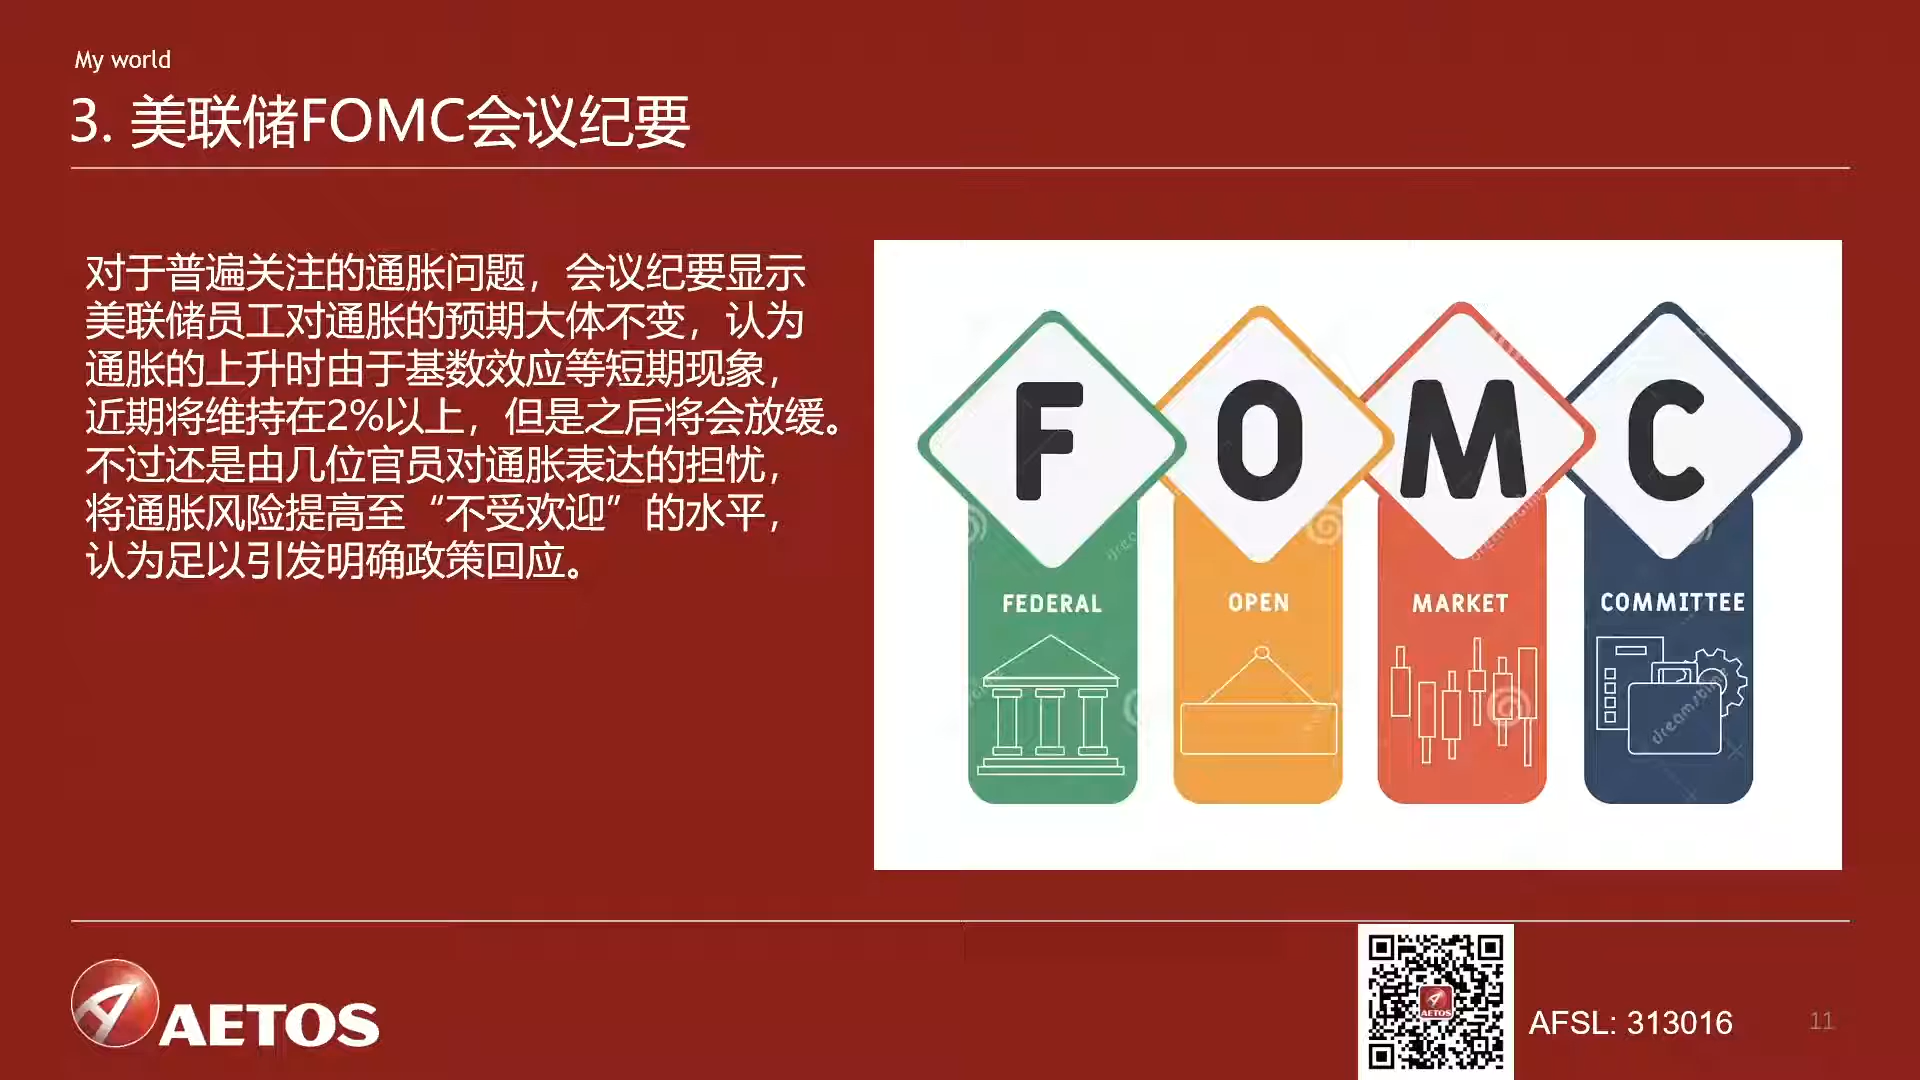 My world
3. 美联储FOMC会议纪要
对于普遍关注的通胀问题，会议纪要显示
美联储员工对通胀的预期大体不变，认为
通胀的上升时由于基数效应等短期现象，
近期将维持在2%以上，但是之后将会放缓。
不过还是由几位官员对通胀表达的担忧，
将通胀风险提高至“不受欢迎”的水平，
认为足以引发明确政策回应。
F O M C
FEDERAL
OPEN
MARKET
COMMITTEE
dreamstime
AETOS
AETOS
AFSL: 313016
11